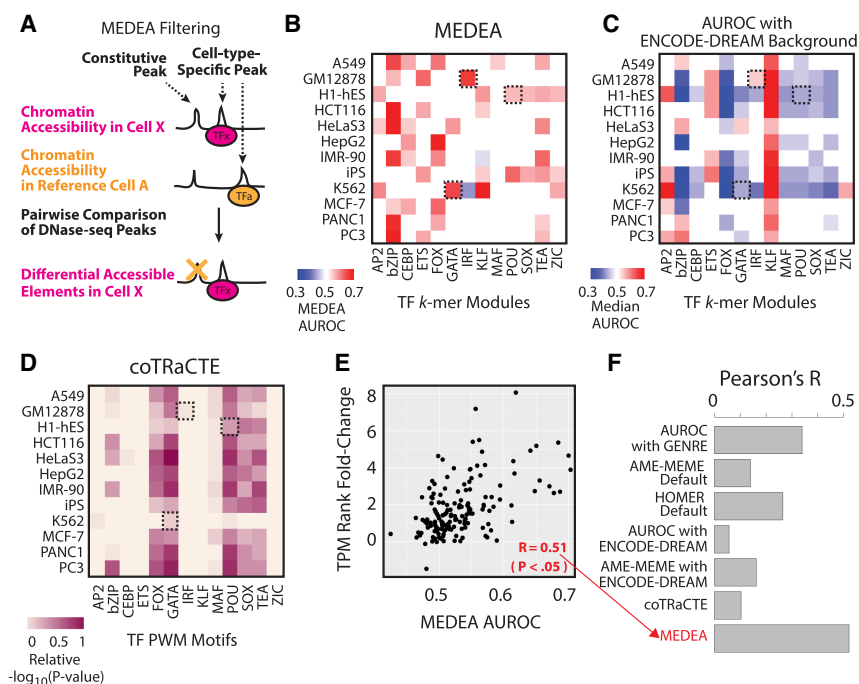 A
MEDEA Filtering
Constitutive
Peak
Cell-type-
Specific Peak
Chromatin
Accessibility in Cell X
TFx
Chromatin
Accessibility
in Reference Cell A
TFa
Pairwise Comparison
of DNase-seq Peaks
Differential Accessible
Elements in Cell X
TFx
B
MEDEA
A549
GM12878
H1-hES
HCT116
HeLaS3
HepG2
IMR-90
iPS
K562
MCF-7
PANC1
PC3
AP2 bZIP CEBP ETS FOX GATA IRF KLF MAF POU SOX TEA ZIC
0.3 0.7
MEDEA
AUROC
TF k-mer Modules
C
AUROC with
ENCODE-DREAM Background
A549
GM12878
H1-hES
HCT116
HeLaS3
HepG2
IMR-90
iPS
K562
MCF-7
PANC1
PC3
AP2 bZIP CEBP ETS FOX GATA IRF KLF MAF POU SOX TEA ZIC
0.3 0.7
Median
AUROC
TF k-mer Modules
D
coTRaCTE
A549
GM12878
H1-hES
HCT116
HeLaS3
HepG2
IMR-90
iPS
K562
MCF-7
PANC1
PC3
AP2 bZIP CEBP ETS FOX GATA IRF KLF MAF POU SOX TEA ZIC
0 0.5 1
Relative
-log10(P-value)
TF PWM Motifs
E
TPM Rank Fold-Change
8
6
4
2
0
R = 0.51
( P < .05 )
0.5 0.6 0.7
MEDEA AUROC
F
Pearson's R
0 0.5
AUROC
with GENRE
AME-MEME
Default
HOMER
Default
AUROC with
ENCODE-DREAM
AME-MEME with
ENCODE-DREAM
coTRaCTE
MEDEA